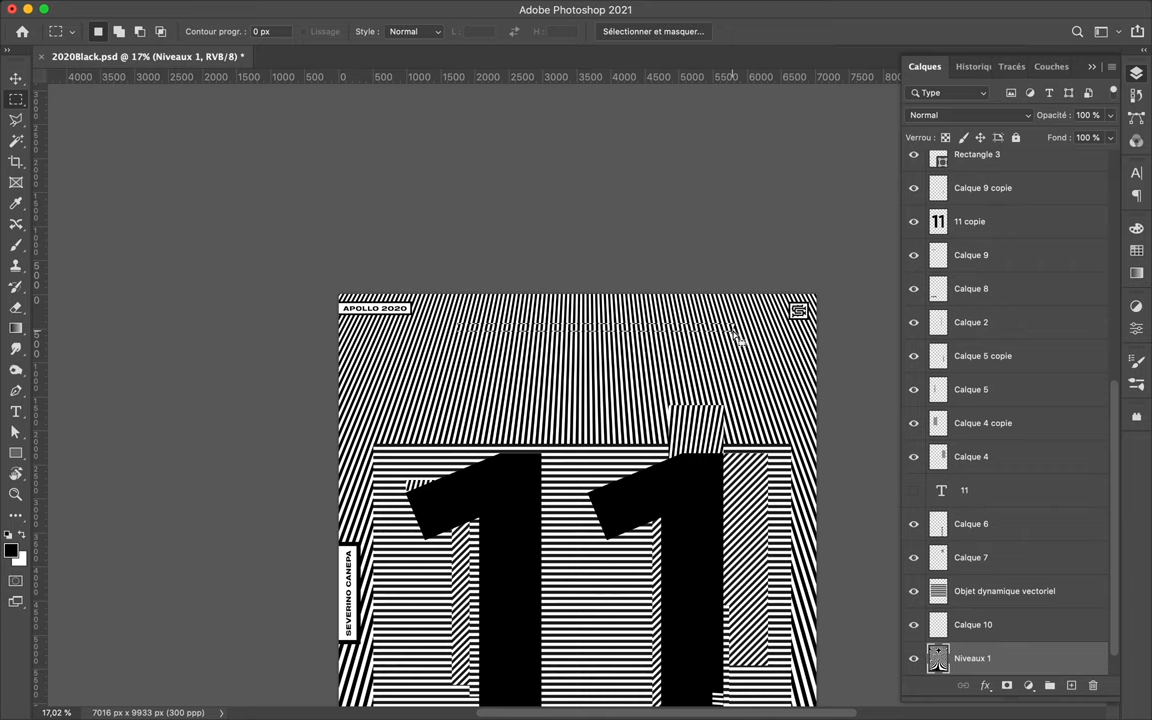 Adobe Photoshop 2021
Contour progr. : 0 px Lissage Style : Normal L. : H. : Sélectionner et masquer...
2020Black.psd @ 17% (Niveaux 1, RVB/8) *
4000 3500 3000 2500 2000 1500 1000 500 0 500 1000 1500 2000 2500 3000 3500 4000 4500 5000 5500 6000 6500 7000 7500 8000
Calques Historiq Tracés Couches
Type
Normal Opacité : 100 %
Verrou : Fond : 100 %
Rectangle 3
Calque 9 copie
11 11 copie
Calque 9
Calque 8
Calque 2
Calque 5 copie
Calque 5
Calque 4 copie
Calque 4
T 11
Calque 6
Calque 7
Objet dynamique vectoriel
Calque 10
Niveaux 1
fx
APOLLO 2020
SEVERINO CANEPA
11
17,02 % 7016 px x 9933 px (300 ppp)